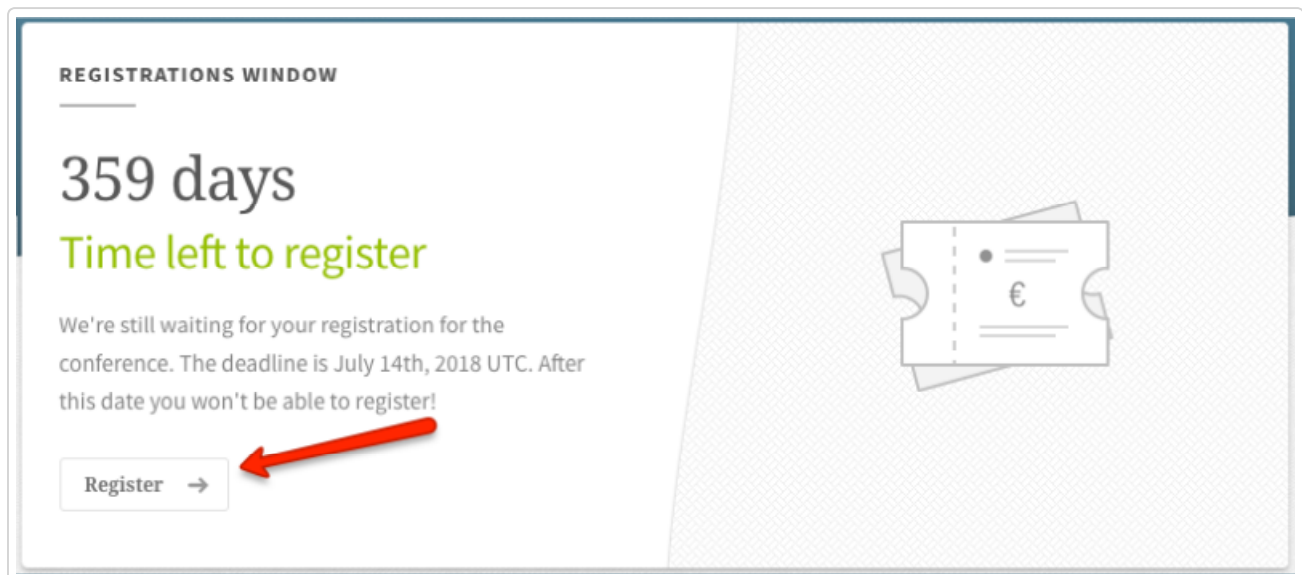 REGISTRATIONS WINDOW
359 days
Time left to register
We're still waiting for your registration for the
conference. The deadline is July 14th, 2018 UTC. After
this date you won't be able to register!
Register →
€